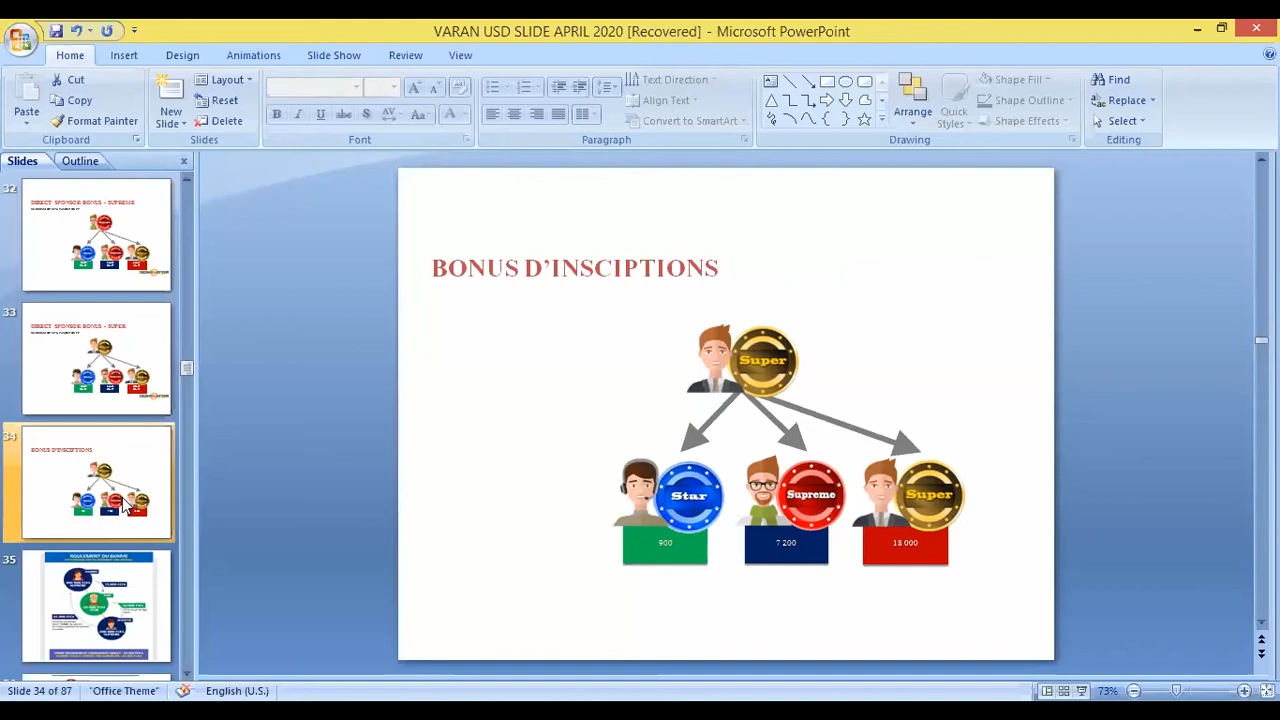 VARAN USD SLIDE APRIL 2020 [Recovered] - Microsoft PowerPoint
Home Insert Design Animations Slide Show Review View
Paste
Cut
Copy
Format Painter
Clipboard
New Slide
Layout
Reset
Delete
Slides
Font
Text Direction
Align Text
Convert to SmartArt
Paragraph
Arrange
Quick Styles
Shape Fill
Shape Outline
Shape Effects
Drawing
Find
Replace
Select
Editing
Slides Outline
32
DIRECT SPONSOR BONUS - SUPREME
33
DIRECT SPONSOR BONUS - SUPER
34
BONUS D'INSCIPTIONS
35
ROULEMENT DU BONUS
BONUS D’INSCIPTIONS
Super
Star Supreme Super
900 7 200 18 000
Slide 34 of 87 "Office Theme" English (U.S.) 73%